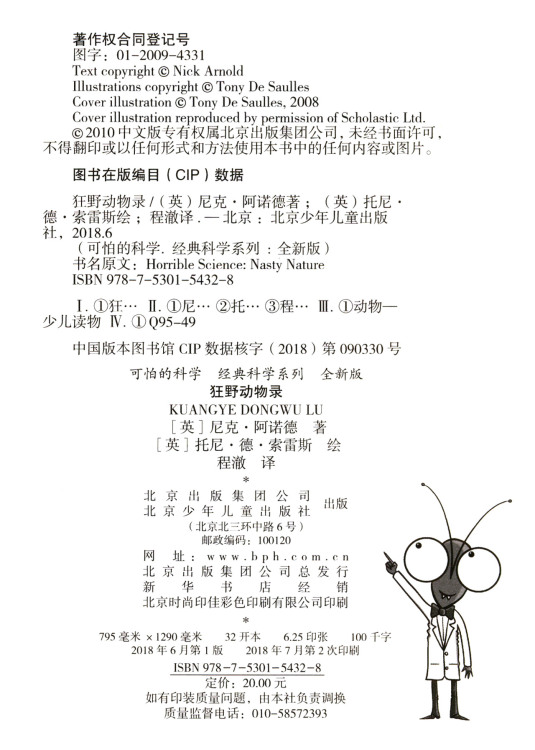 著作权合同登记号
图字：01-2009-4331
Text copyright © Nick Arnold
Illustrations copyright © Tony De Saulles
Cover illustration © Tony De Saulles, 2008
Cover illustration reproduced by permission of Scholastic Ltd.
© 2010 中文版专有权属北京出版集团公司，未经书面许可，
不得翻印或以任何形式和方法使用本书中的任何内容或图片。
图书在版编目（CIP）数据
狂野动物录 /（英）尼克·阿诺德著；（英）托尼·
德·索雷斯绘；程澈译 . — 北京：北京少年儿童出版
社，2018.6
（可怕的科学. 经典科学系列：全新版）
书名原文：Horrible Science: Nasty Nature
ISBN 978-7-5301-5432-8
Ⅰ. ①狂… Ⅱ. ①尼… ②托… ③程… Ⅲ. ①动物—
少儿读物 Ⅳ. ① Q95-49
中国版本图书馆 CIP 数据核字（2018）第 090330 号
可怕的科学 经典科学系列 全新版
狂野动物录
KUANGYE DONGWU LU
［英］尼克·阿诺德 著
［英］托尼·德·索雷斯 绘
程澈 译
*
北京出版集团公司
北京少年儿童出版社 出版
（北京北三环中路 6 号）
邮政编码：100120
网 址：www.bph.com.cn
北京出版集团公司总发行
新华书店经销
北京时尚印佳彩色印刷有限公司印刷
*
795 毫米 × 1290 毫米 32 开本 6.25 印张 100 千字
2018 年 6 月第 1 版 2018 年 7 月第 2 次印刷
ISBN 978-7-5301-5432-8
定价：20.00 元
如有印装质量问题，由本社负责调换
质量监督电话：010-58572393